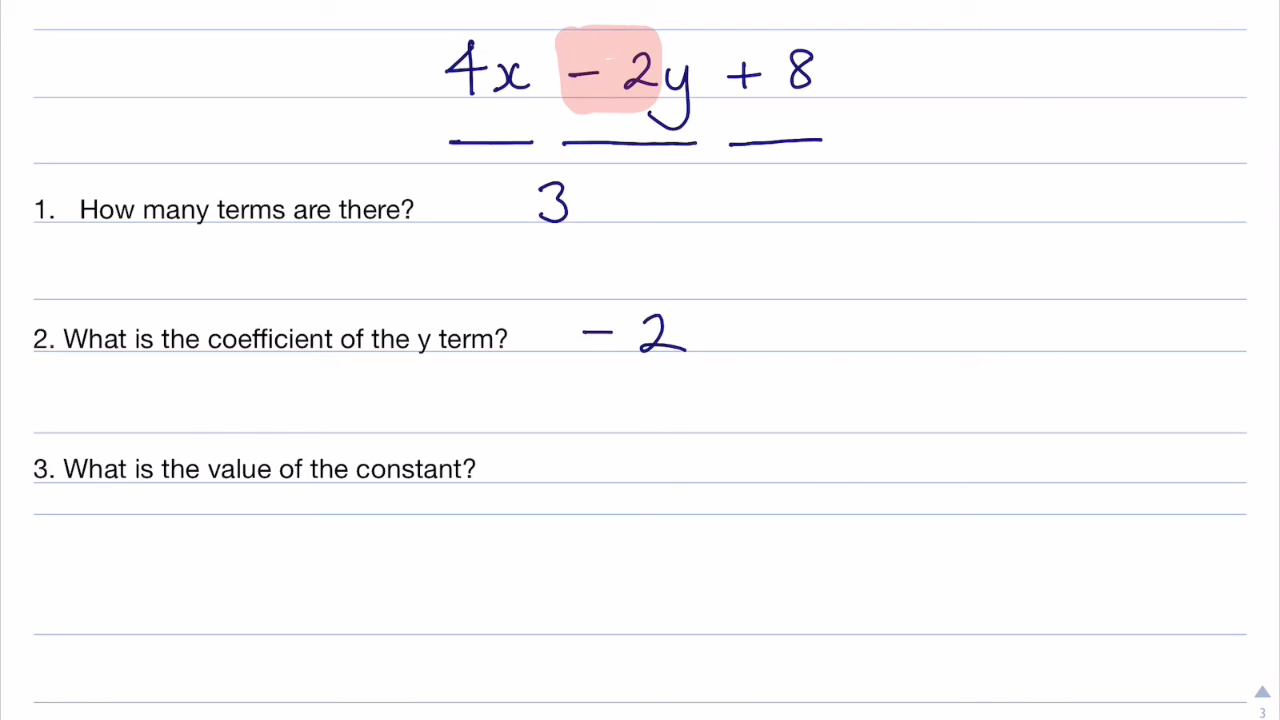 4x - 2y + 8
1. How many terms are there? 3
2. What is the coefficient of the y term? - 2
3. What is the value of the constant?
3